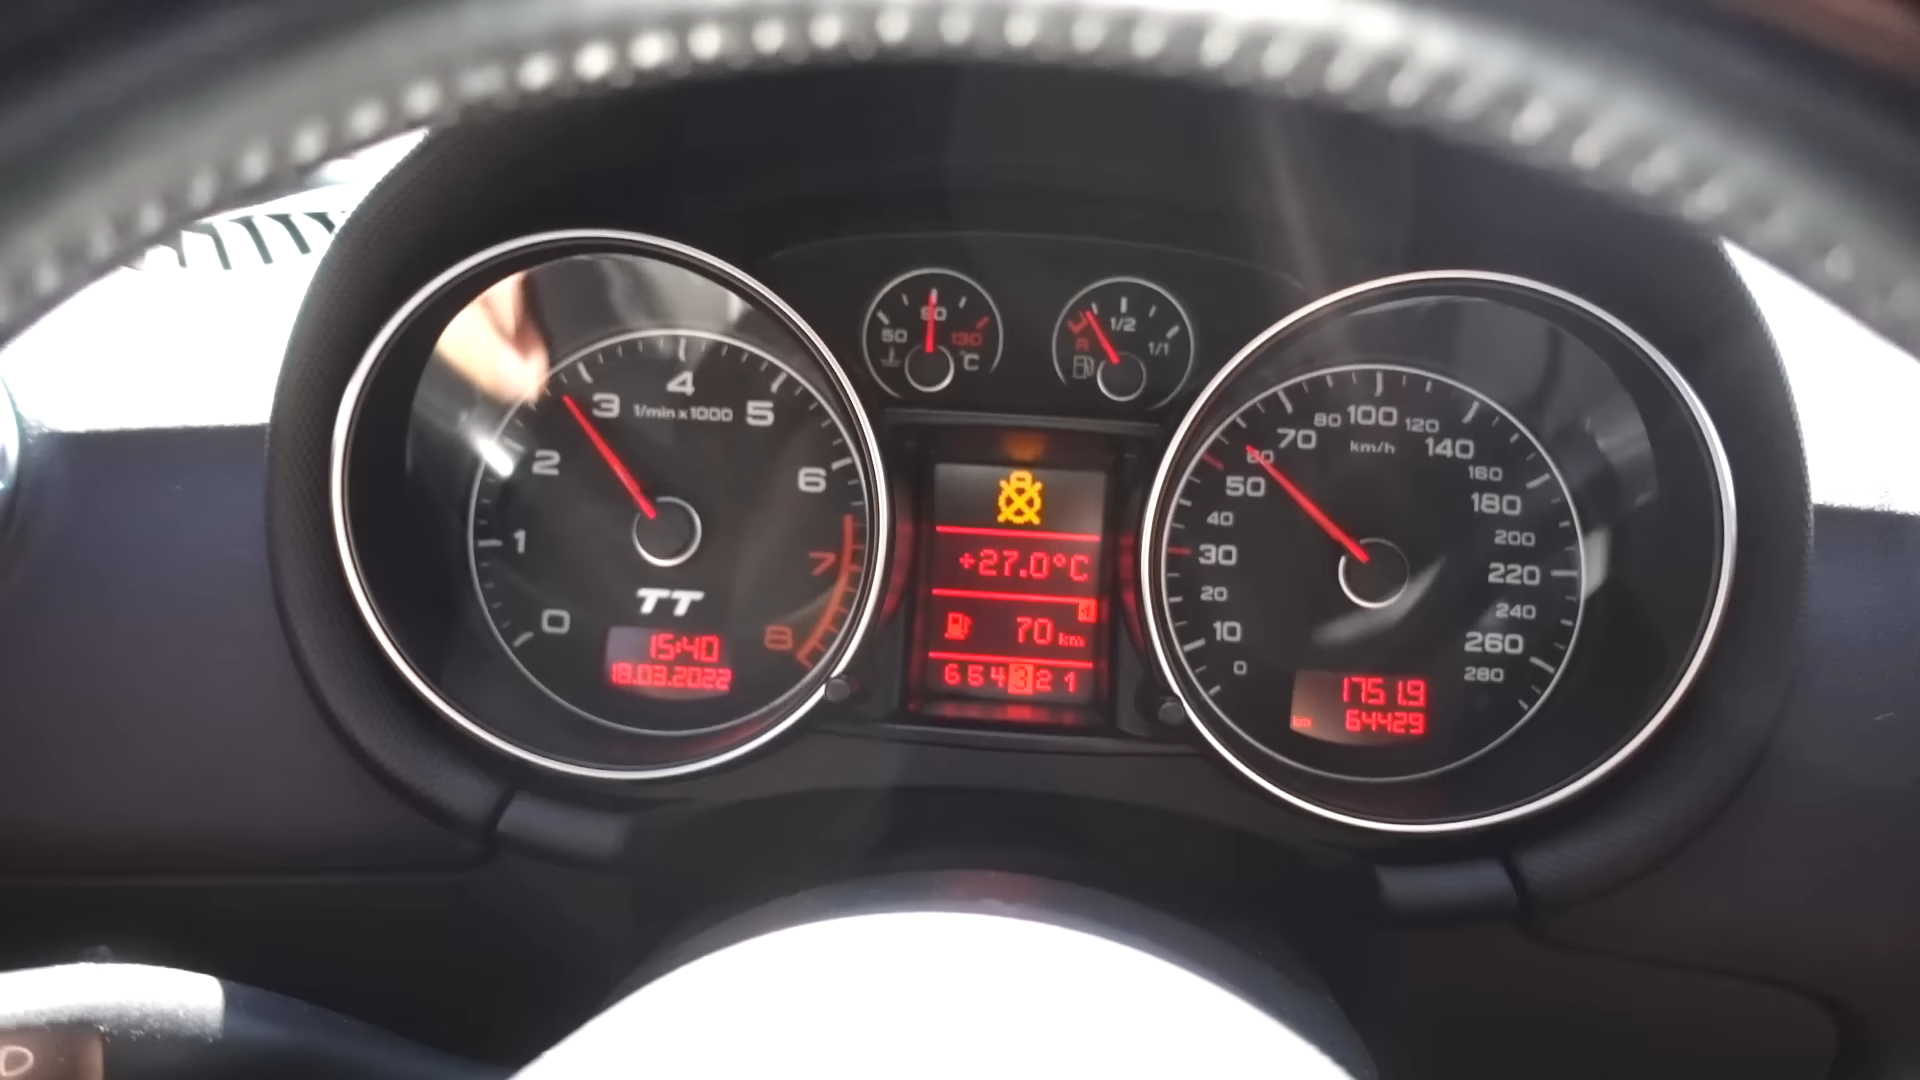 50 90 130
°C
1/2
R 1/1
3 4 5
1/min x 1000
2 6
1 7
0 8
TT
15:40
18.03.2022
+27.0°C
1
70 km
6 5 4 3 2 1
80 100 120
70 km/h 140
60 160
50 180
40 200
30 220
20 240
10 260
0 280
1751.9
km 64429
D